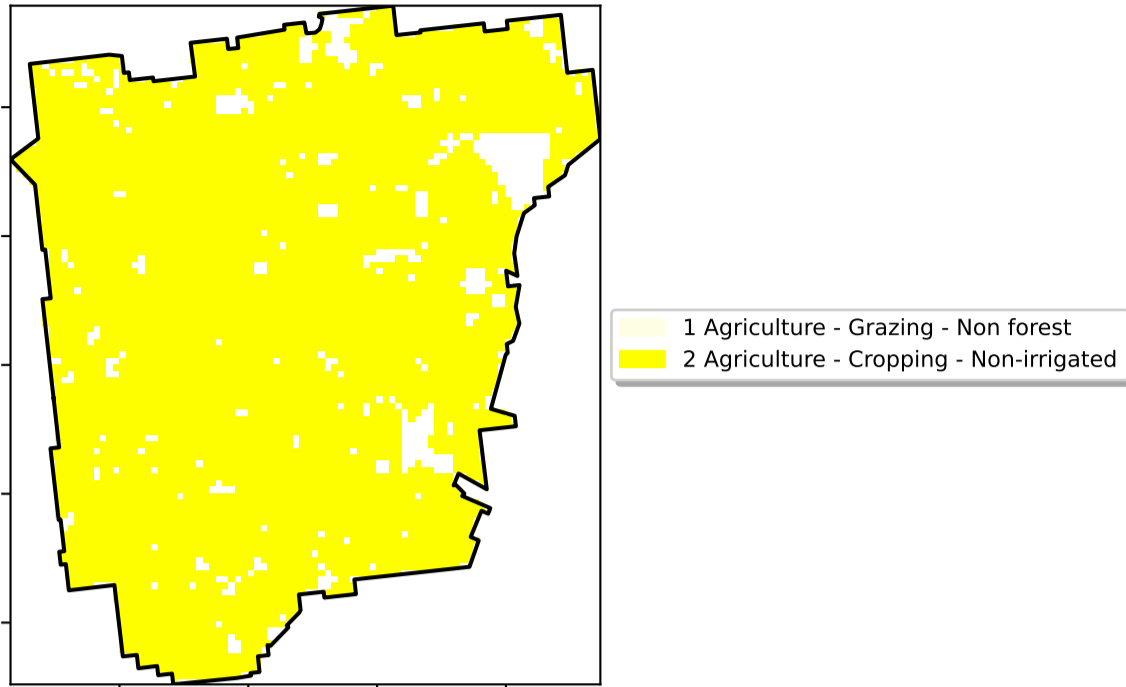 1 Agriculture - Grazing - Non forest
2 Agriculture - Cropping - Non-irrigated